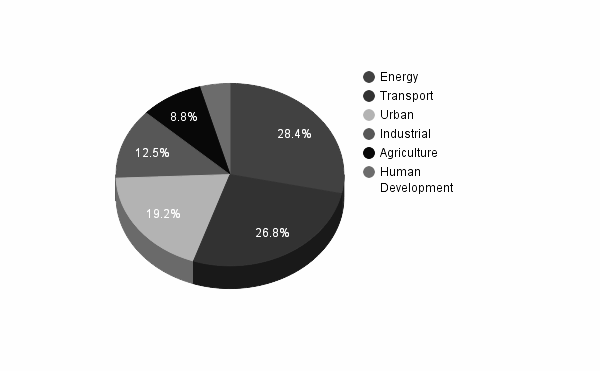 Energy
Transport
Urban
Industrial
Agriculture
Human
Development
8.8%
28.4%
12.5%
19.2%
26.8%